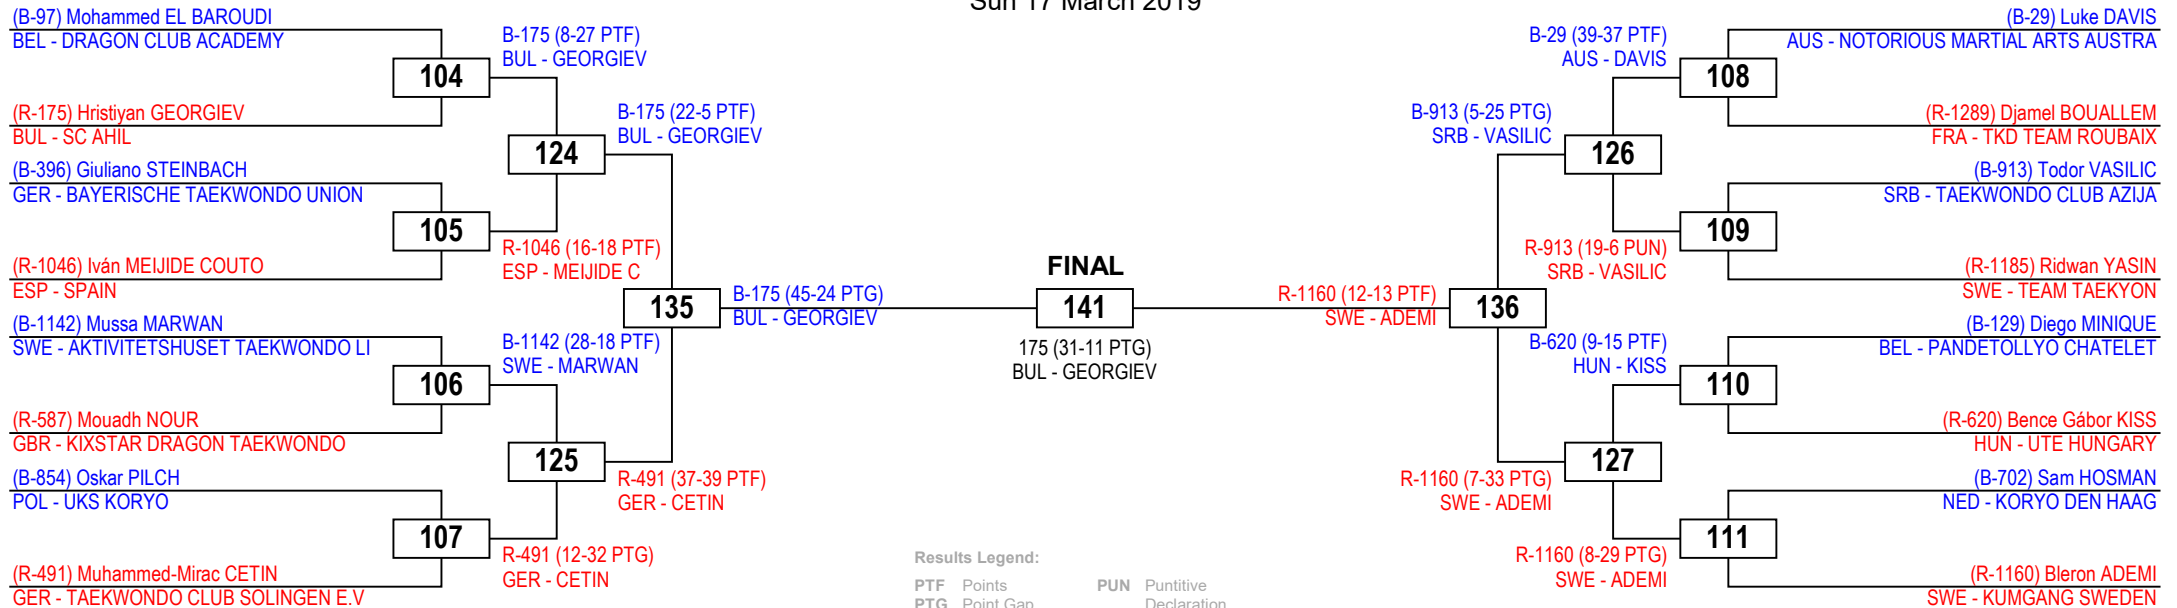 Sun 17 March 2019
(B-97) Mohammed EL BAROUDI
BEL - DRAGON CLUB ACADEMY
104
(R-175) Hristiyan GEORGIEV
BUL - SC AHIL
B-175 (8-27 PTF)
BUL - GEORGIEV
124
B-175 (22-5 PTF)
BUL - GEORGIEV
(B-396) Giuliano STEINBACH
GER - BAYERISCHE TAEKWONDO UNION
105
(R-1046) Iván MEIJIDE COUTO
ESP - SPAIN
R-1046 (16-18 PTF)
ESP - MEIJIDE C
135
B-175 (45-24 PTG)
BUL - GEORGIEV
(B-1142) Mussa MARWAN
SWE - AKTIVITETSHUSET TAEKWONDO LI
106
(R-587) Mouadh NOUR
GBR - KIXSTAR DRAGON TAEKWONDO
B-1142 (28-18 PTF)
SWE - MARWAN
125
R-491 (37-39 PTF)
GER - CETIN
(B-854) Oskar PILCH
POL - UKS KORYO
107
(R-491) Muhammed-Mirac CETIN
GER - TAEKWONDO CLUB SOLINGEN E.V
R-491 (12-32 PTG)
GER - CETIN
FINAL
141
175 (31-11 PTG)
BUL - GEORGIEV
(B-29) Luke DAVIS
AUS - NOTORIOUS MARTIAL ARTS AUSTRA
108
(R-1289) Djamel BOUALLEM
FRA - TKD TEAM ROUBAIX
B-29 (39-37 PTF)
AUS - DAVIS
126
B-913 (5-25 PTG)
SRB - VASILIC
(B-913) Todor VASILIC
SRB - TAEKWONDO CLUB AZIJA
109
(R-1185) Ridwan YASIN
SWE - TEAM TAEKYON
R-913 (19-6 PUN)
SRB - VASILIC
136
R-1160 (12-13 PTF)
SWE - ADEMI
(B-129) Diego MINIQUE
BEL - PANDETOLLYO CHATELET
110
(R-620) Bence Gábor KISS
HUN - UTE HUNGARY
B-620 (9-15 PTF)
HUN - KISS
127
R-1160 (7-33 PTG)
SWE - ADEMI
(B-702) Sam HOSMAN
NED - KORYO DEN HAAG
111
(R-1160) Bleron ADEMI
SWE - KUMGANG SWEDEN
R-1160 (8-29 PTG)
SWE - ADEMI
Results Legend:
PTF Points PUN Puntitive
PTG Point Gap Declaration